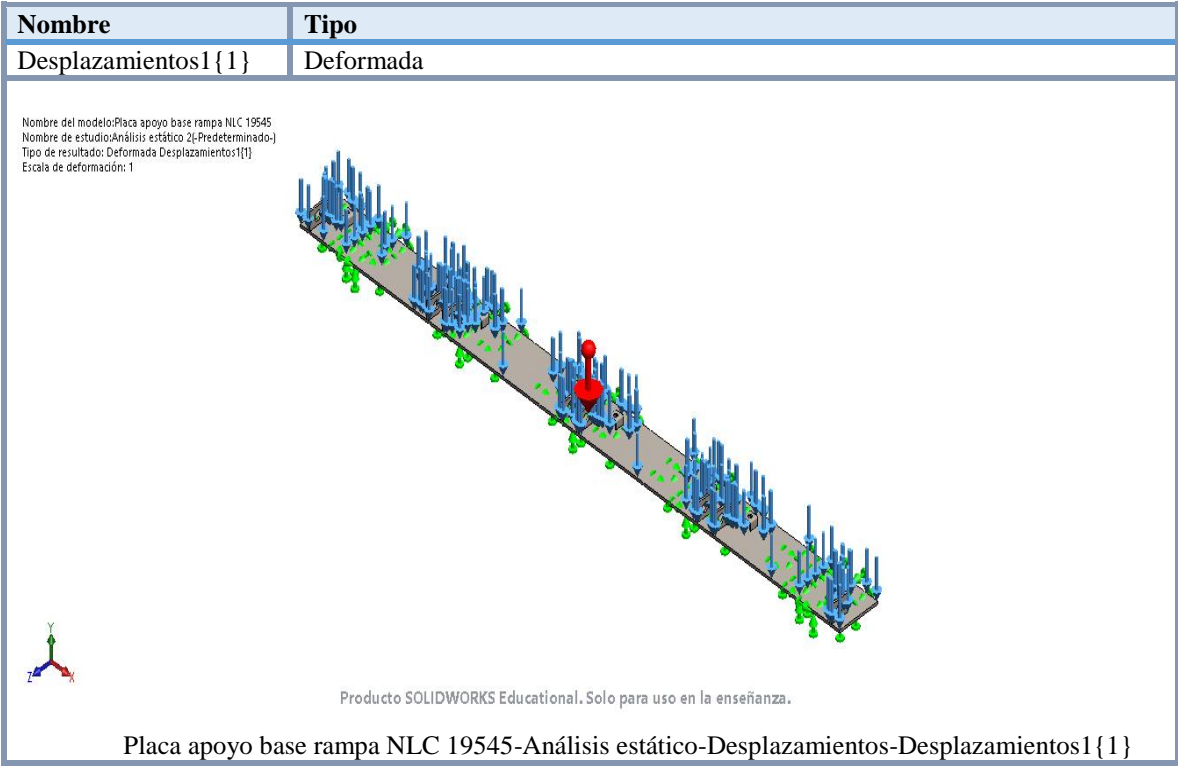 Nombre Tipo
Desplazamientos1{1} Deformada
Nombre del modelo:Placa apoyo base rampa NLC 19545
Nombre de estudio:Análisis estático 2(-Predeterminado-)
Tipo de resultado: Deformada Desplazamientos1{1}
Escala de deformación: 1
Y
Z X
Producto SOLIDWORKS Educational. Solo para uso en la enseñanza.
Placa apoyo base rampa NLC 19545-Análisis estático-Desplazamientos-Desplazamientos1{1}